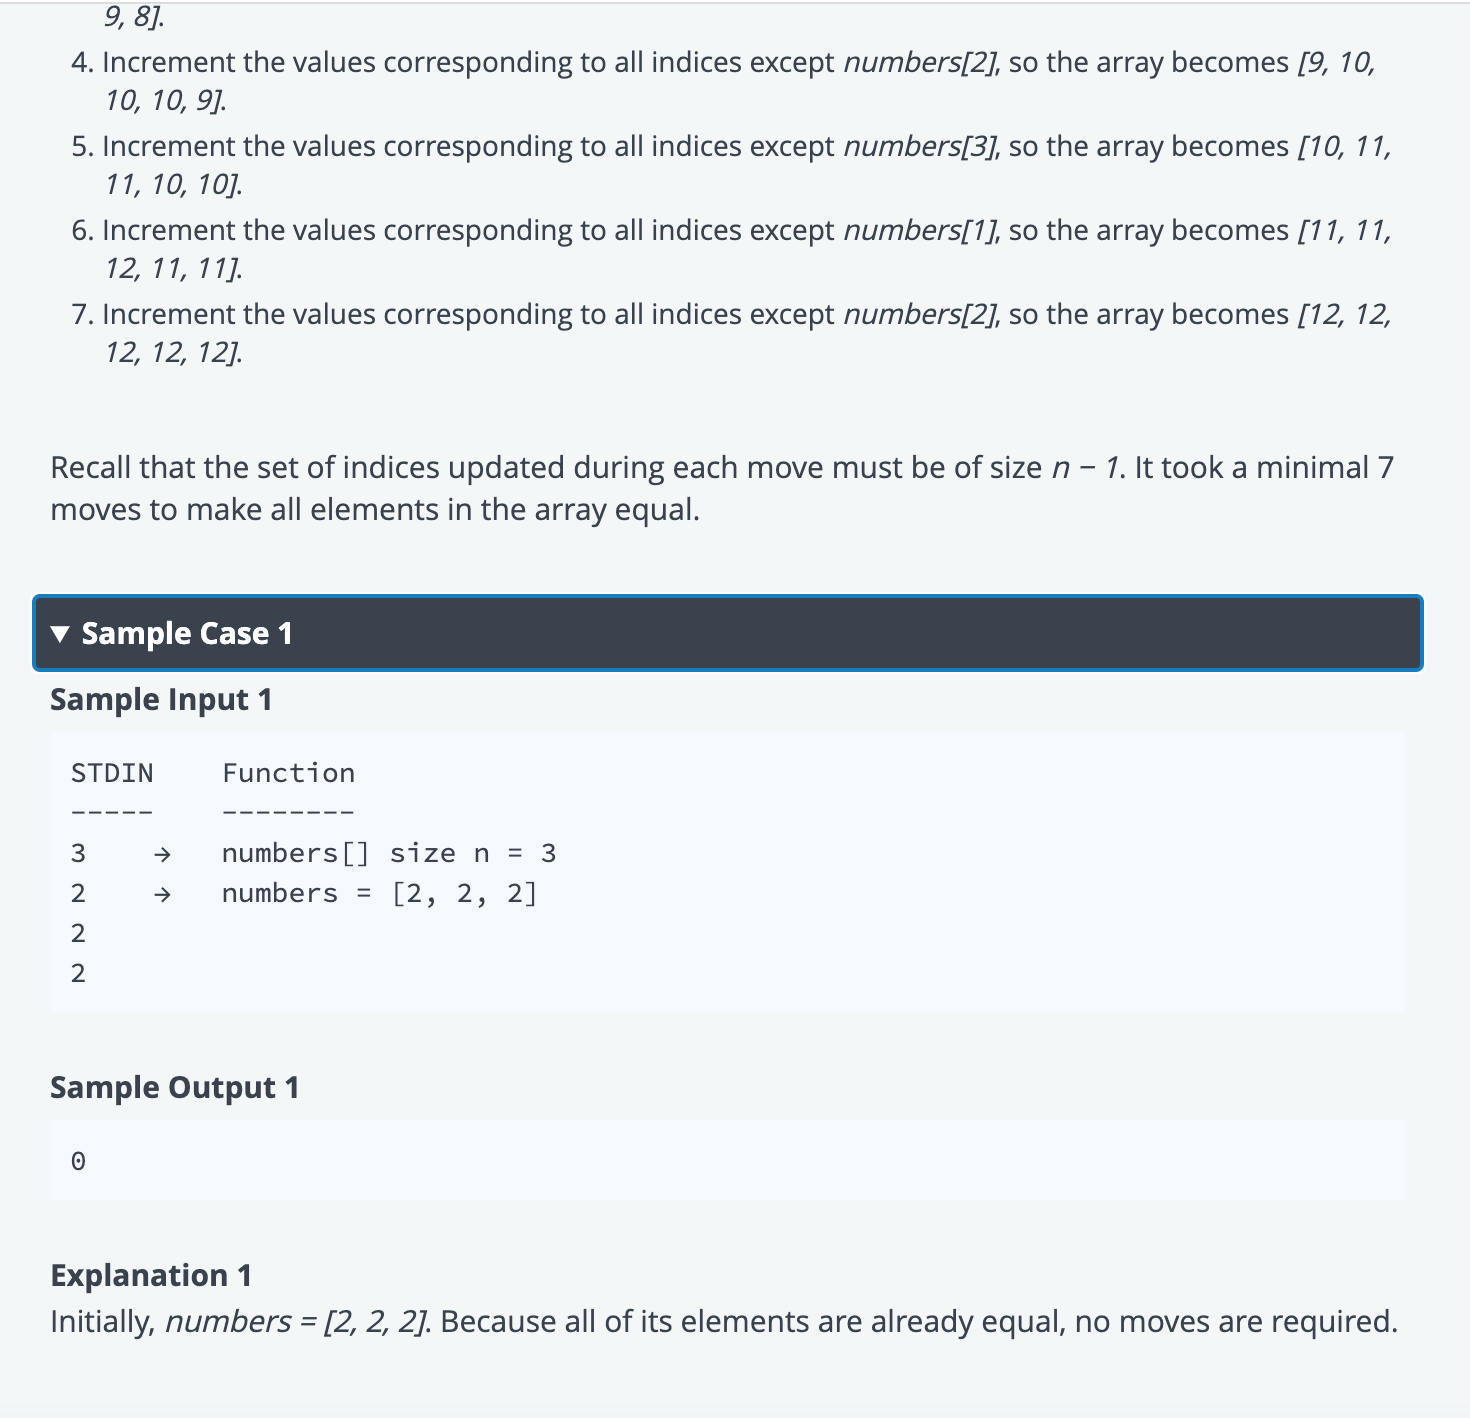 9, 8].
4. Increment the values corresponding to all indices except numbers[2], so the array becomes [9, 10,
10, 10, 9].
5. Increment the values corresponding to all indices except numbers[3], so the array becomes [10, 11,
11, 10, 10].
6. Increment the values corresponding to all indices except numbers[1], so the array becomes [11, 11,
12, 11, 11].
7. Increment the values corresponding to all indices except numbers[2], so the array becomes [12, 12,
12, 12, 12].
Recall that the set of indices updated during each move must be of size n − 1. It took a minimal 7
moves to make all elements in the array equal.
▼ Sample Case 1
Sample Input 1
STDIN    Function
-----    --------
3    →   numbers[] size n = 3
2    →   numbers = [2, 2, 2]
2
2
Sample Output 1
0
Explanation 1
Initially, numbers = [2, 2, 2]. Because all of its elements are already equal, no moves are required.